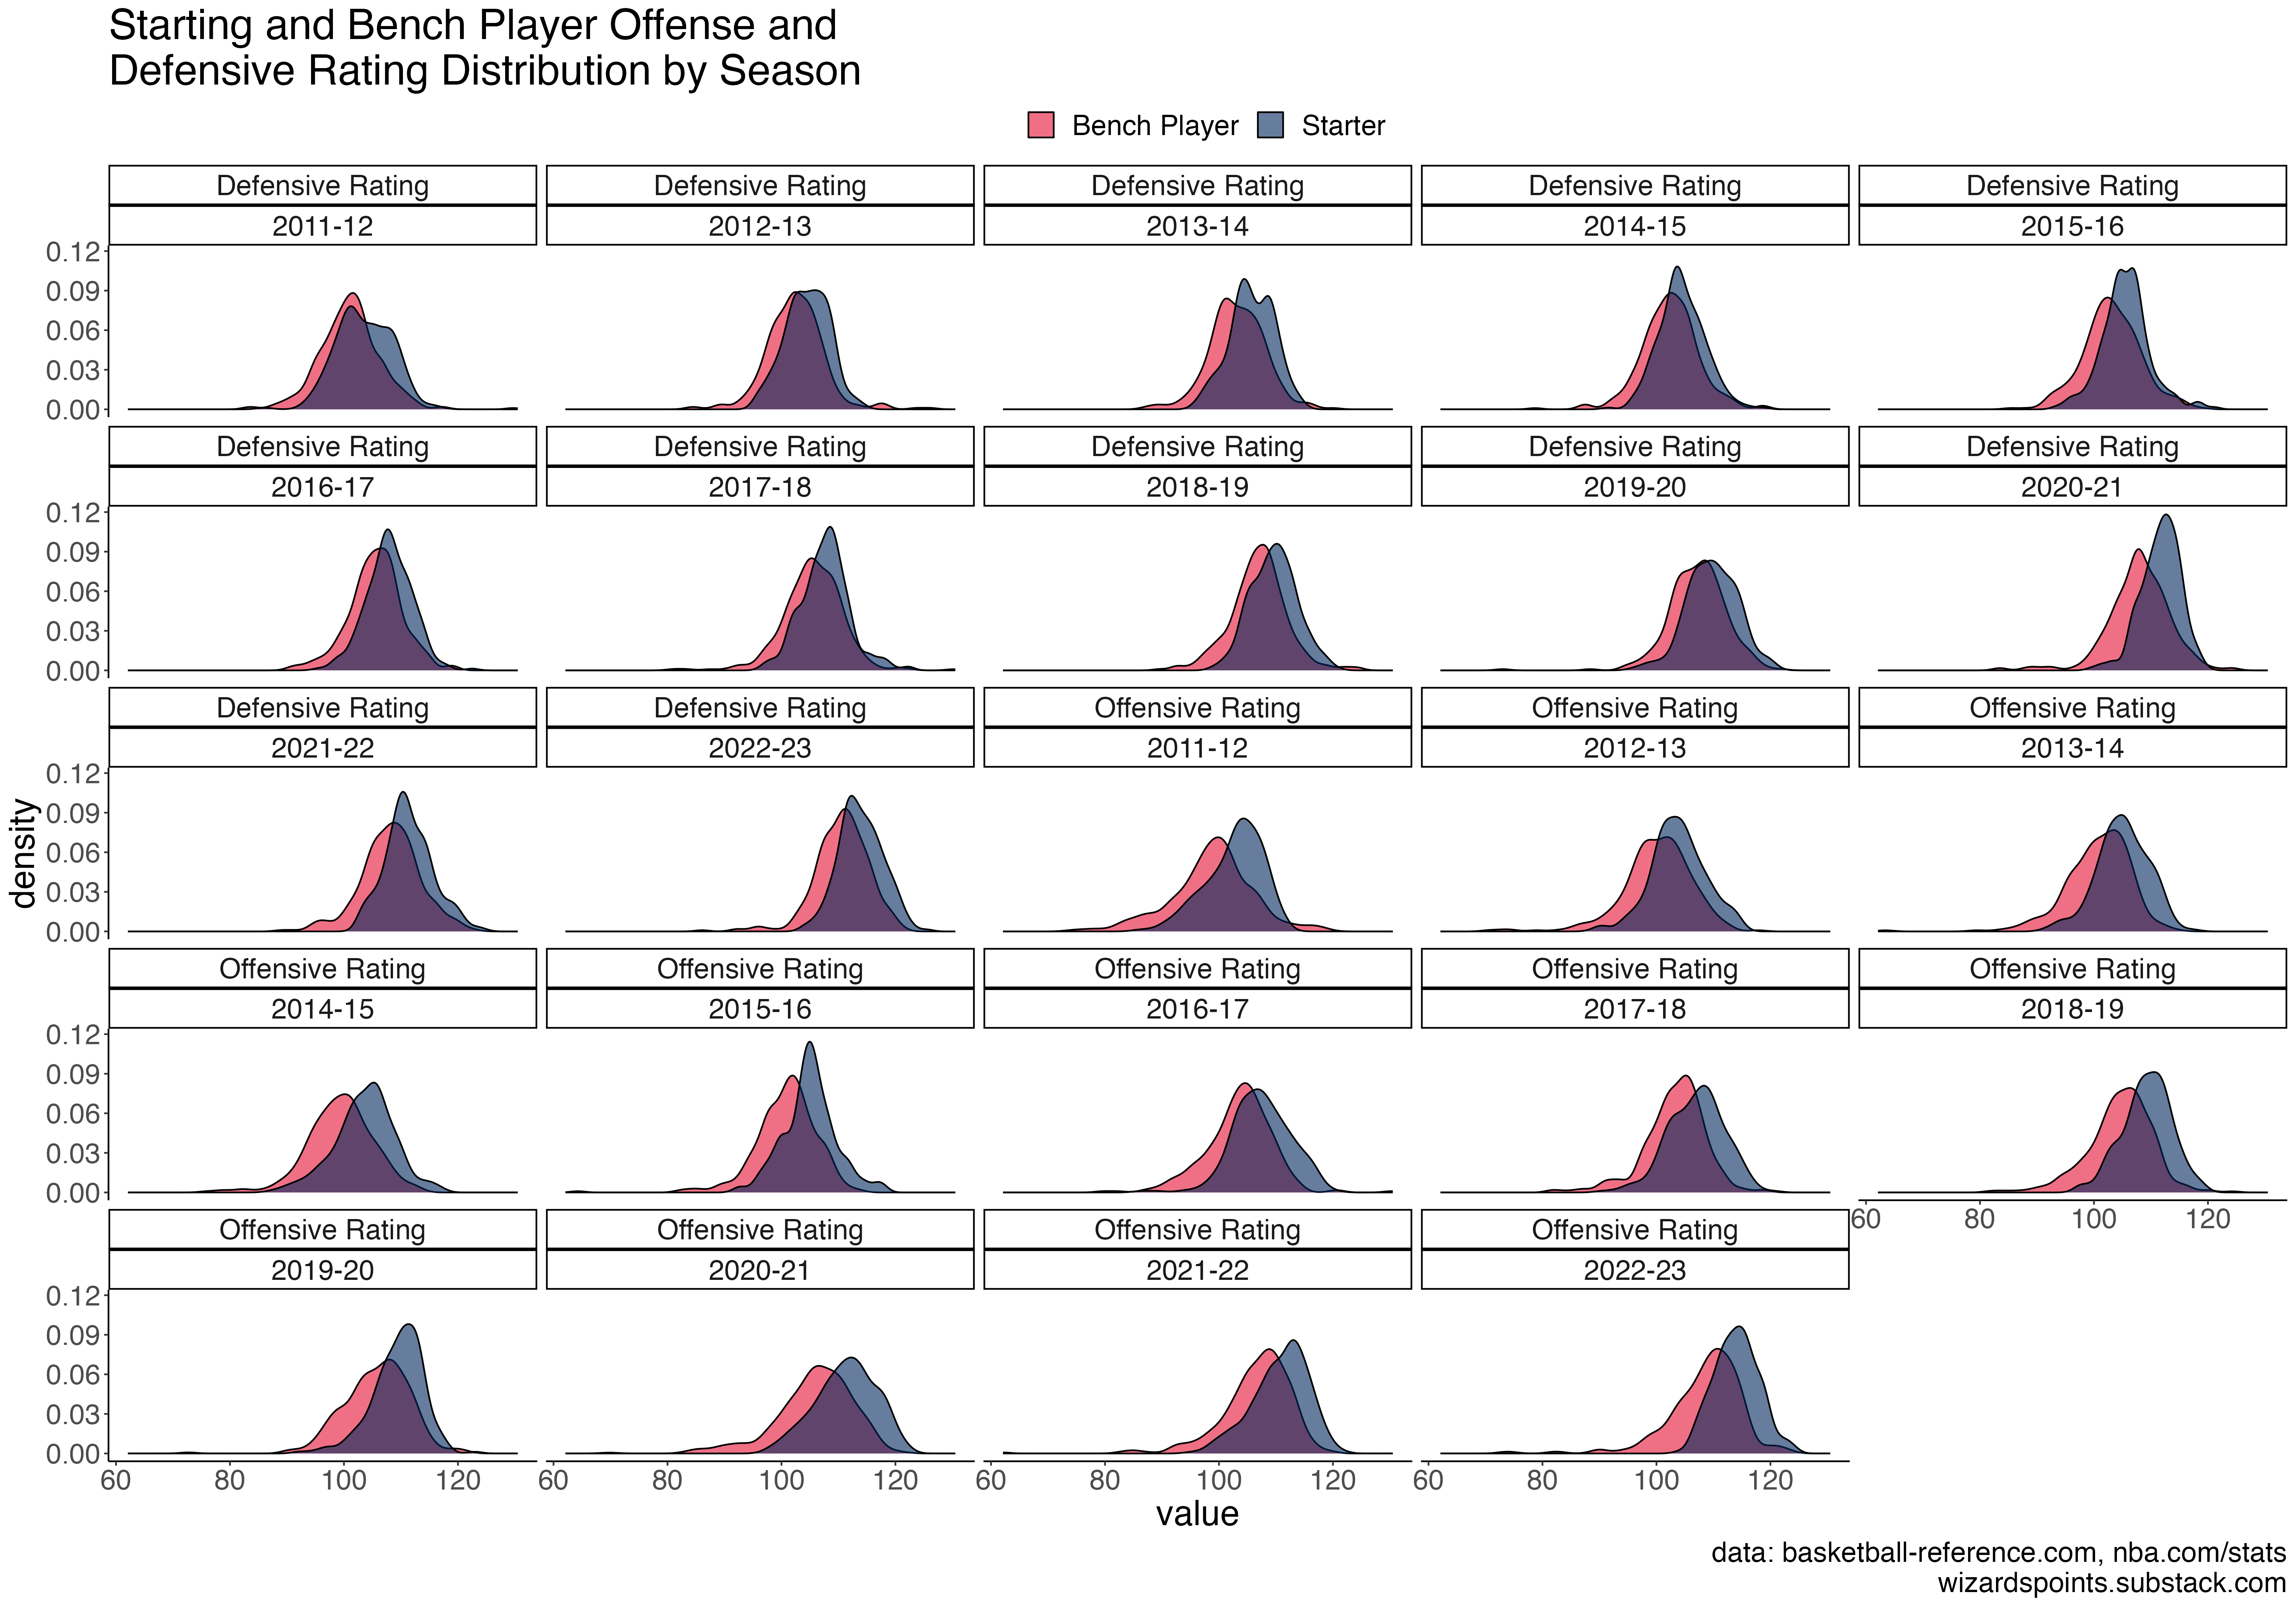 Starting and Bench Player Offense and
Defensive Rating Distribution by Season
Bench Player Starter
Defensive Rating Defensive Rating Defensive Rating Defensive Rating Defensive Rating
2011-12 2012-13 2013-14 2014-15 2015-16
0.12
0.09
0.06
0.03
0.00
Defensive Rating Defensive Rating Defensive Rating Defensive Rating Defensive Rating
2016-17 2017-18 2018-19 2019-20 2020-21
0.12
0.09
0.06
0.03
0.00
Defensive Rating Defensive Rating Offensive Rating Offensive Rating Offensive Rating
2021-22 2022-23 2011-12 2012-13 2013-14
0.12
0.09
0.06
0.03
0.00
density
Offensive Rating Offensive Rating Offensive Rating Offensive Rating Offensive Rating
2014-15 2015-16 2016-17 2017-18 2018-19
0.12
0.09
0.06
0.03
0.00
60 80 100 120
Offensive Rating Offensive Rating Offensive Rating Offensive Rating
2019-20 2020-21 2021-22 2022-23
0.12
0.09
0.06
0.03
0.00
60 80 100 120 60 80 100 120 60 80 100 120 60 80 100 120
value
data: basketball-reference.com, nba.com/stats
wizardspoints.substack.com